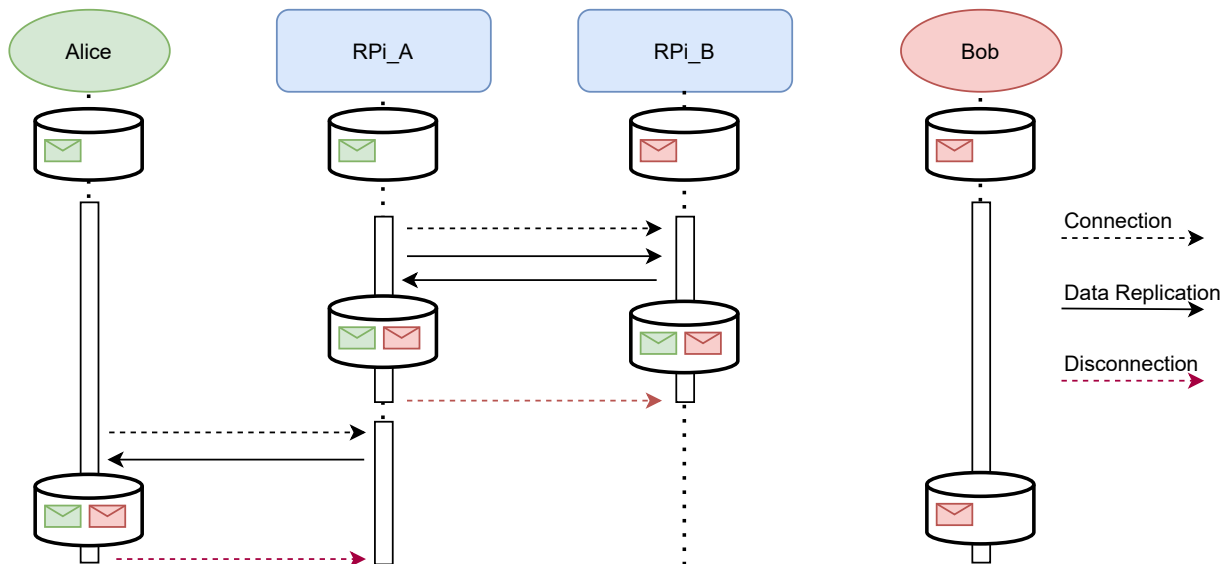 Alice
RPi_A
RPi_B
Bob
Connection
Data Replication
Disconnection